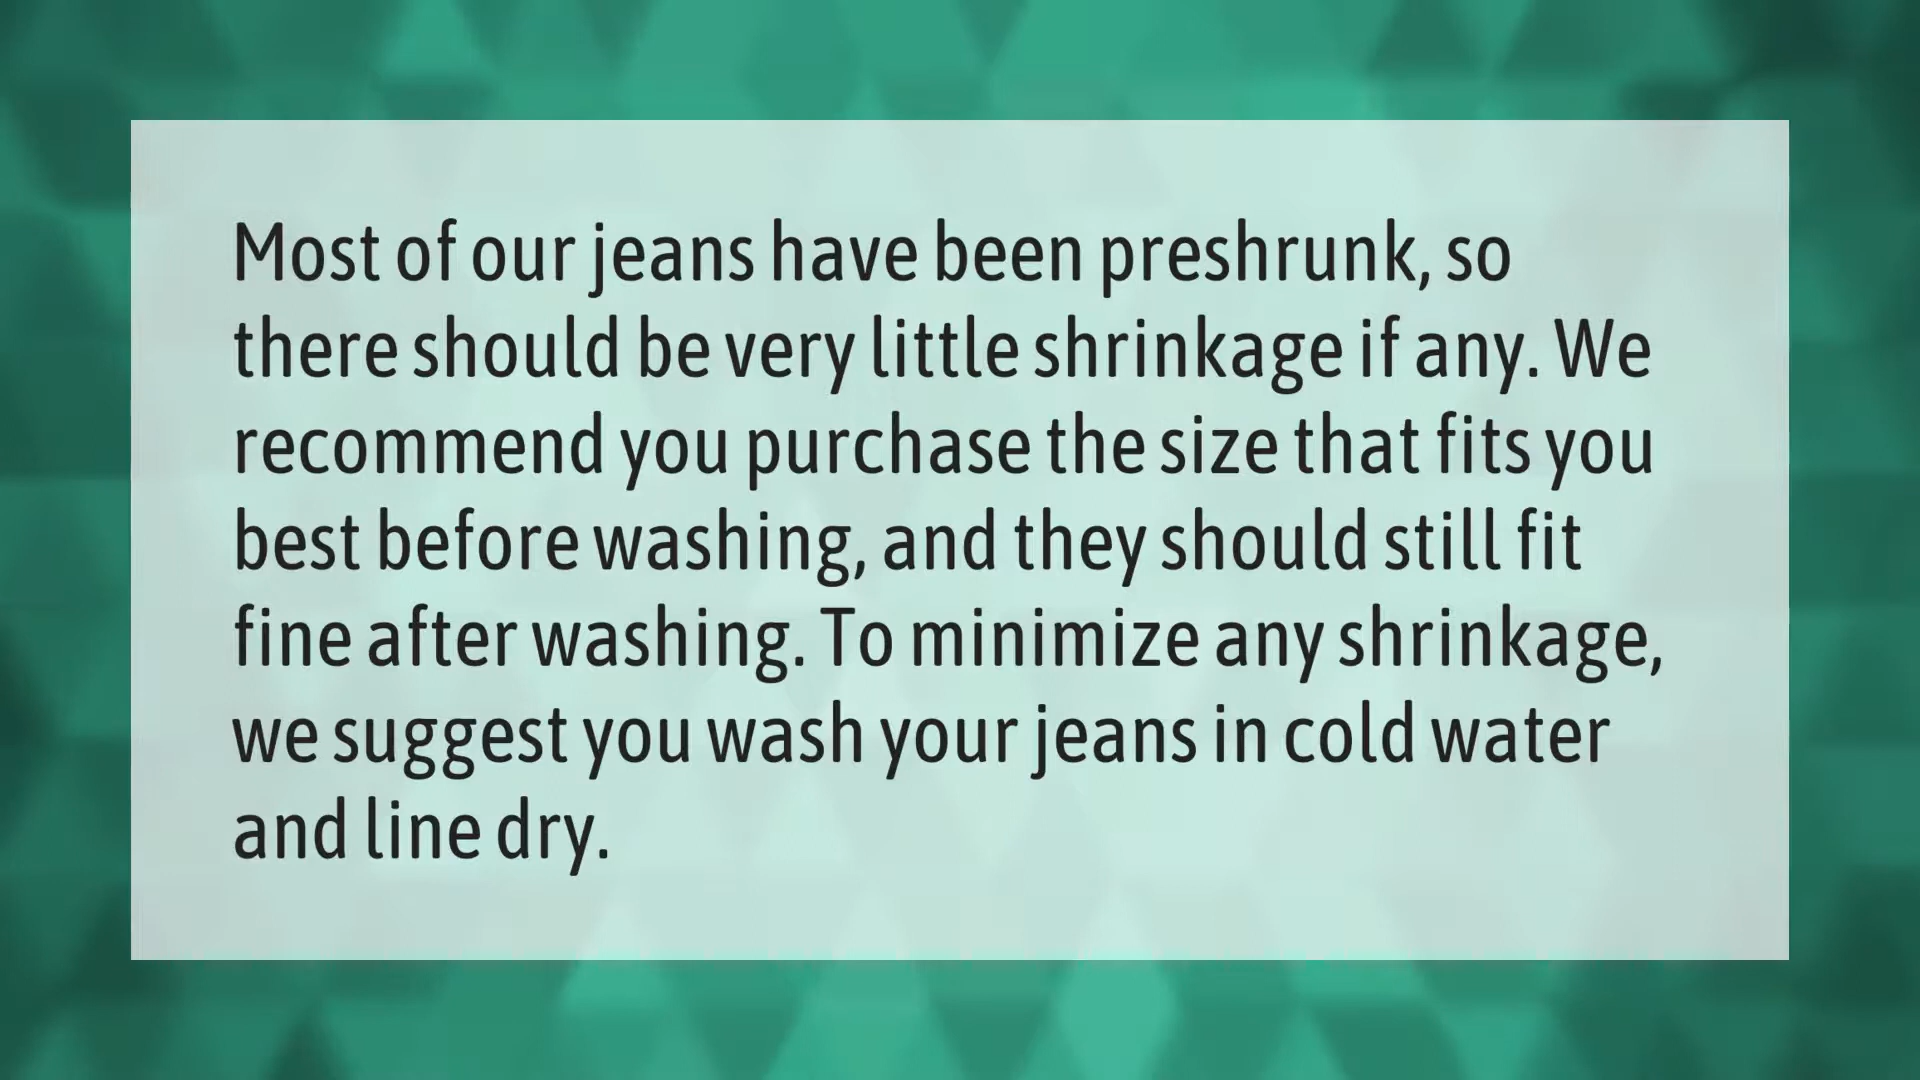 Most of our jeans have been preshrunk, so
there should be very little shrinkage if any. We
recommend you purchase the size that fits you
best before washing, and they should still fit
fine after washing. To minimize any shrinkage,
we suggest you wash your jeans in cold water
and line dry.